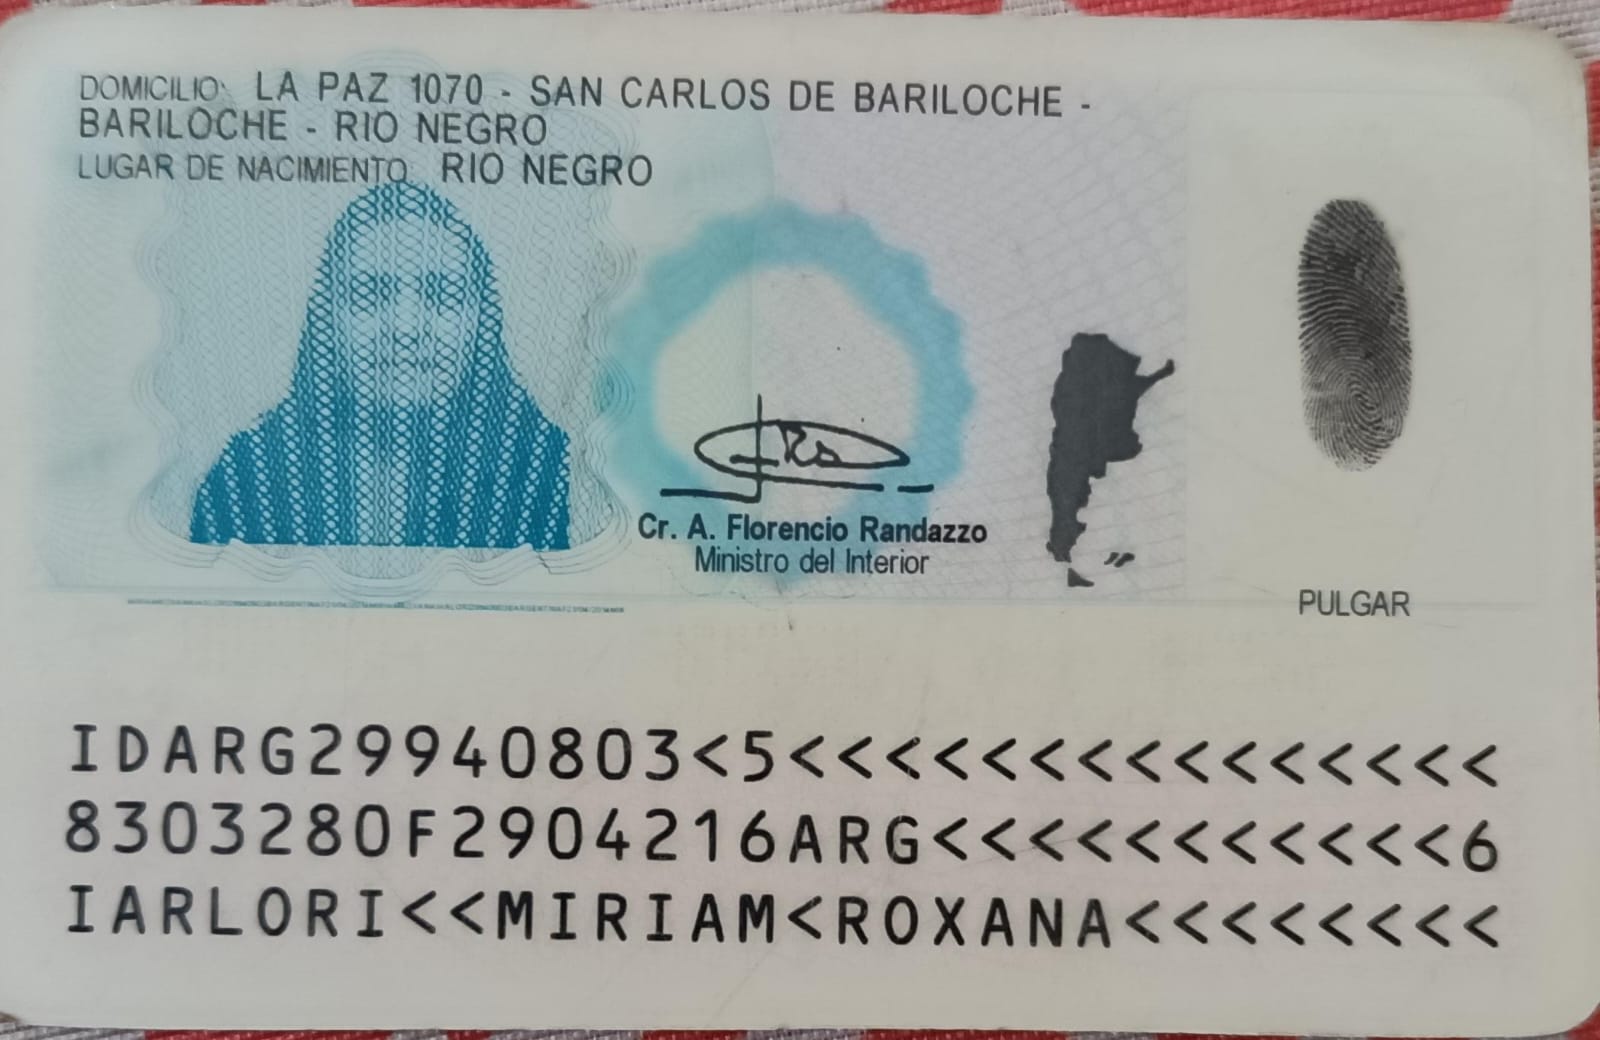 DOMICILIO: LA PAZ 1070 - SAN CARLOS DE BARILOCHE -
BARILOCHE - RIO NEGRO
LUGAR DE NACIMIENTO: RIO NEGRO
Cr. A. Florencio Randazzo
Ministro del Interior
PULGAR
IDARG29940803<5<<<<<<<<<<<<<<<
8303280F2904216ARG<<<<<<<<<<<6
IARLORI<<MIRIAM<ROXANA<<<<<<<<